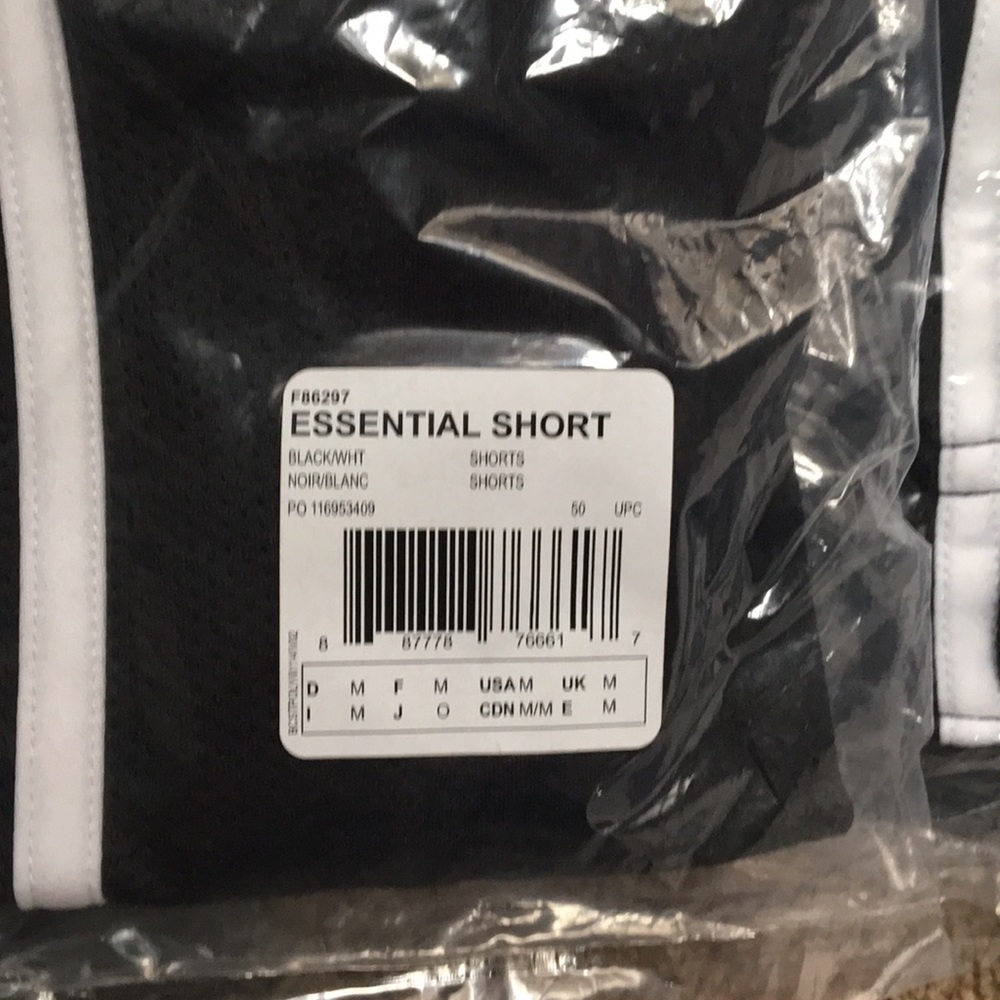 F86297
ESSENTIAL SHORT
BLACK/WHT SHORTS
NOIR/BLANC SHORTS
PO 116953409 50 UPC
8 87778 76661 7
D M F M USA M UK M
I M J O CDN M/M E M